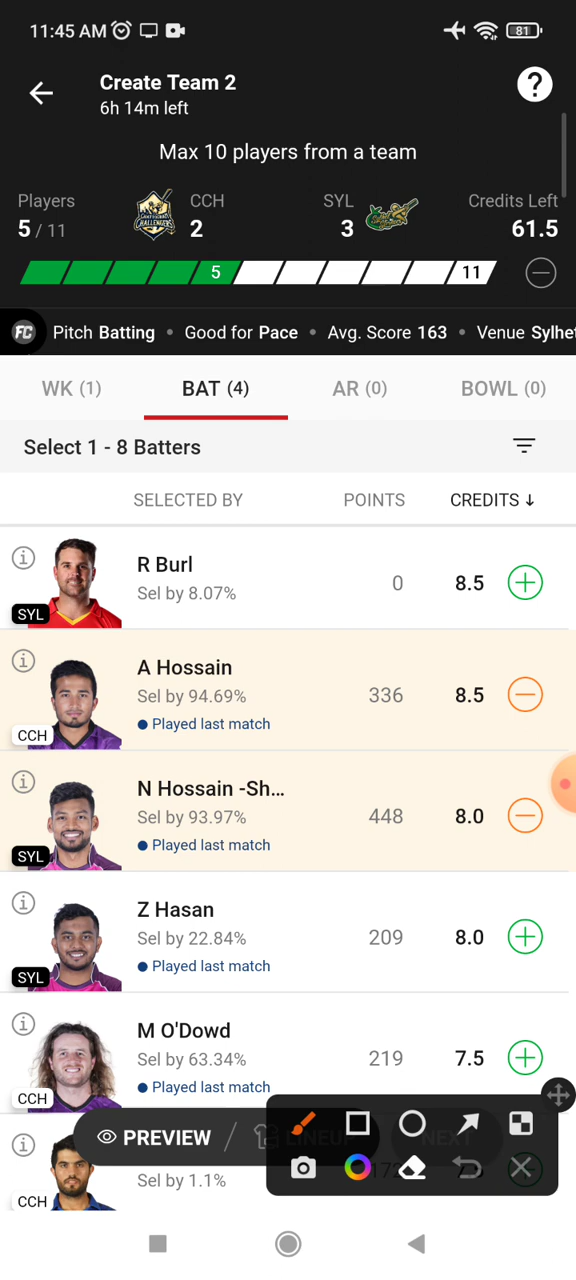 11:45 AM
81
Create Team 2
6h 14m left
?
Max 10 players from a team
Players
5 / 11
CCH
2
SYL
3
Credits Left
61.5
5
11
FC Pitch Batting • Good for Pace • Avg. Score 163 • Venue Sylhet
WK (1)
BAT (4)
AR (0)
BOWL (0)
Select 1 - 8 Batters
SELECTED BY
POINTS
CREDITS ↓
R Burl
Sel by 8.07%
0
8.5
SYL
A Hossain
Sel by 94.69%
336
8.5
Played last match
CCH
N Hossain -Sh...
Sel by 93.97%
448
8.0
Played last match
SYL
Z Hasan
Sel by 22.84%
209
8.0
Played last match
SYL
M O'Dowd
Sel by 63.34%
219
7.5
Played last match
CCH
PREVIEW / LINEUP
NEXT
Sel by 1.1%
CCH